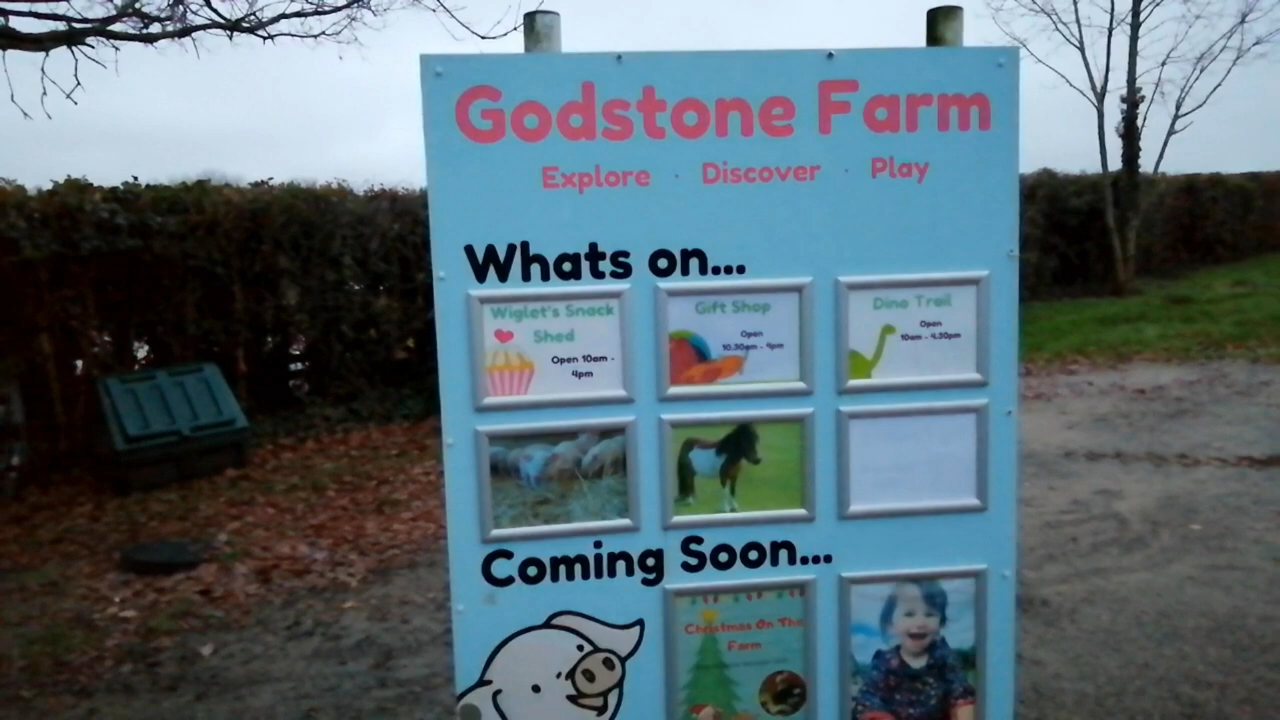 Godstone Farm
Explore · Discover · Play
Whats on...
Wiglet's Snack
Shed
Open 10am -
4pm
Gift Shop
Open
10.30am - 4pm
Dino Trail
Open
10am - 4.30pm
Coming Soon...
Christmas On The
Farm